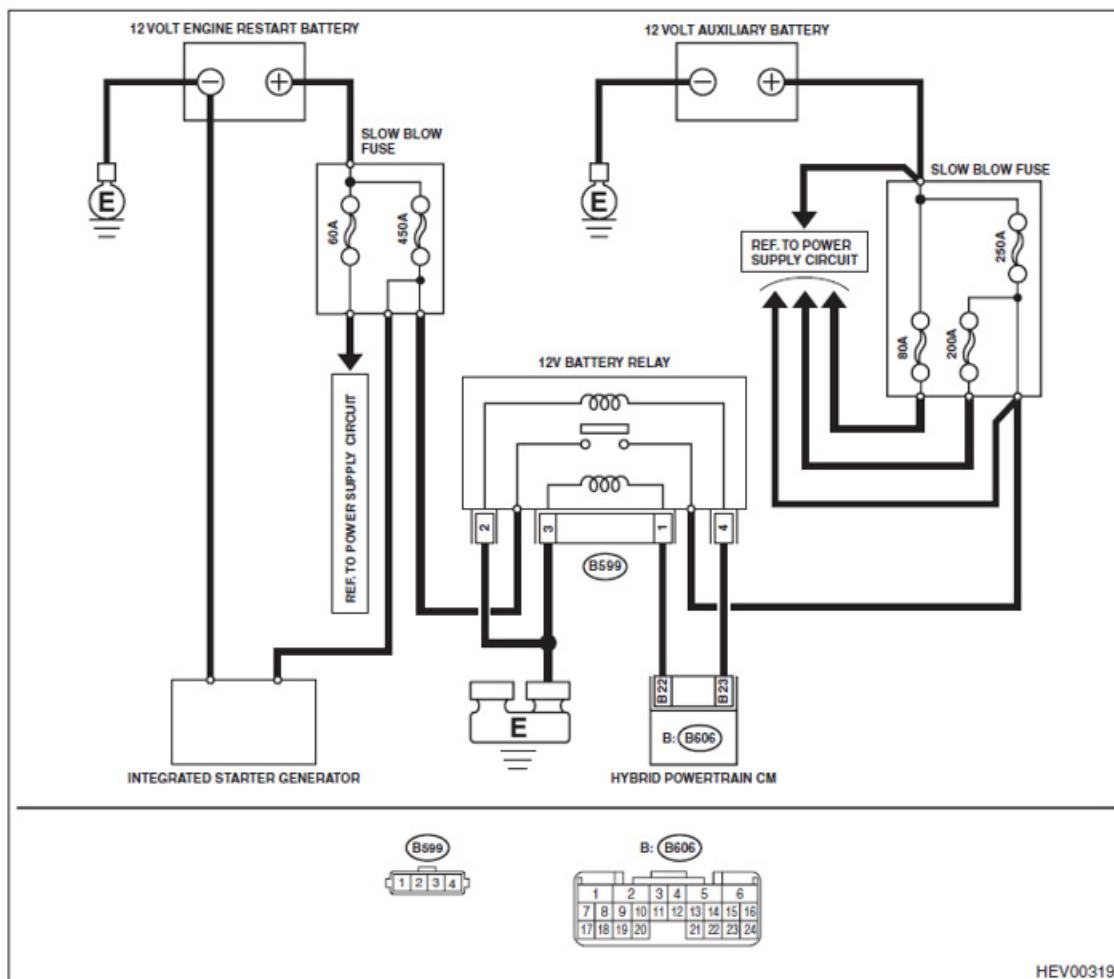 12 VOLT ENGINE RESTART BATTERY
12 VOLT AUXILIARY BATTERY
− +
− +
SLOW BLOW
FUSE
SLOW BLOW FUSE
E
E
60A
450A
REF. TO POWER
SUPPLY CIRCUIT
250A
80A
200A
12V BATTERY RELAY
REF. TO POWER SUPPLY CIRCUIT
2
3
1
4
B599
B22
B23
E
B: B606
INTEGRATED STARTER GENERATOR
HYBRID POWERTRAIN CM
B599
1 2 3 4
B: B606
1 2 3 4 5 6
7 8 9 10 11 12 13 14 15 16
17 18 19 20 21 22 23 24
HEV00319